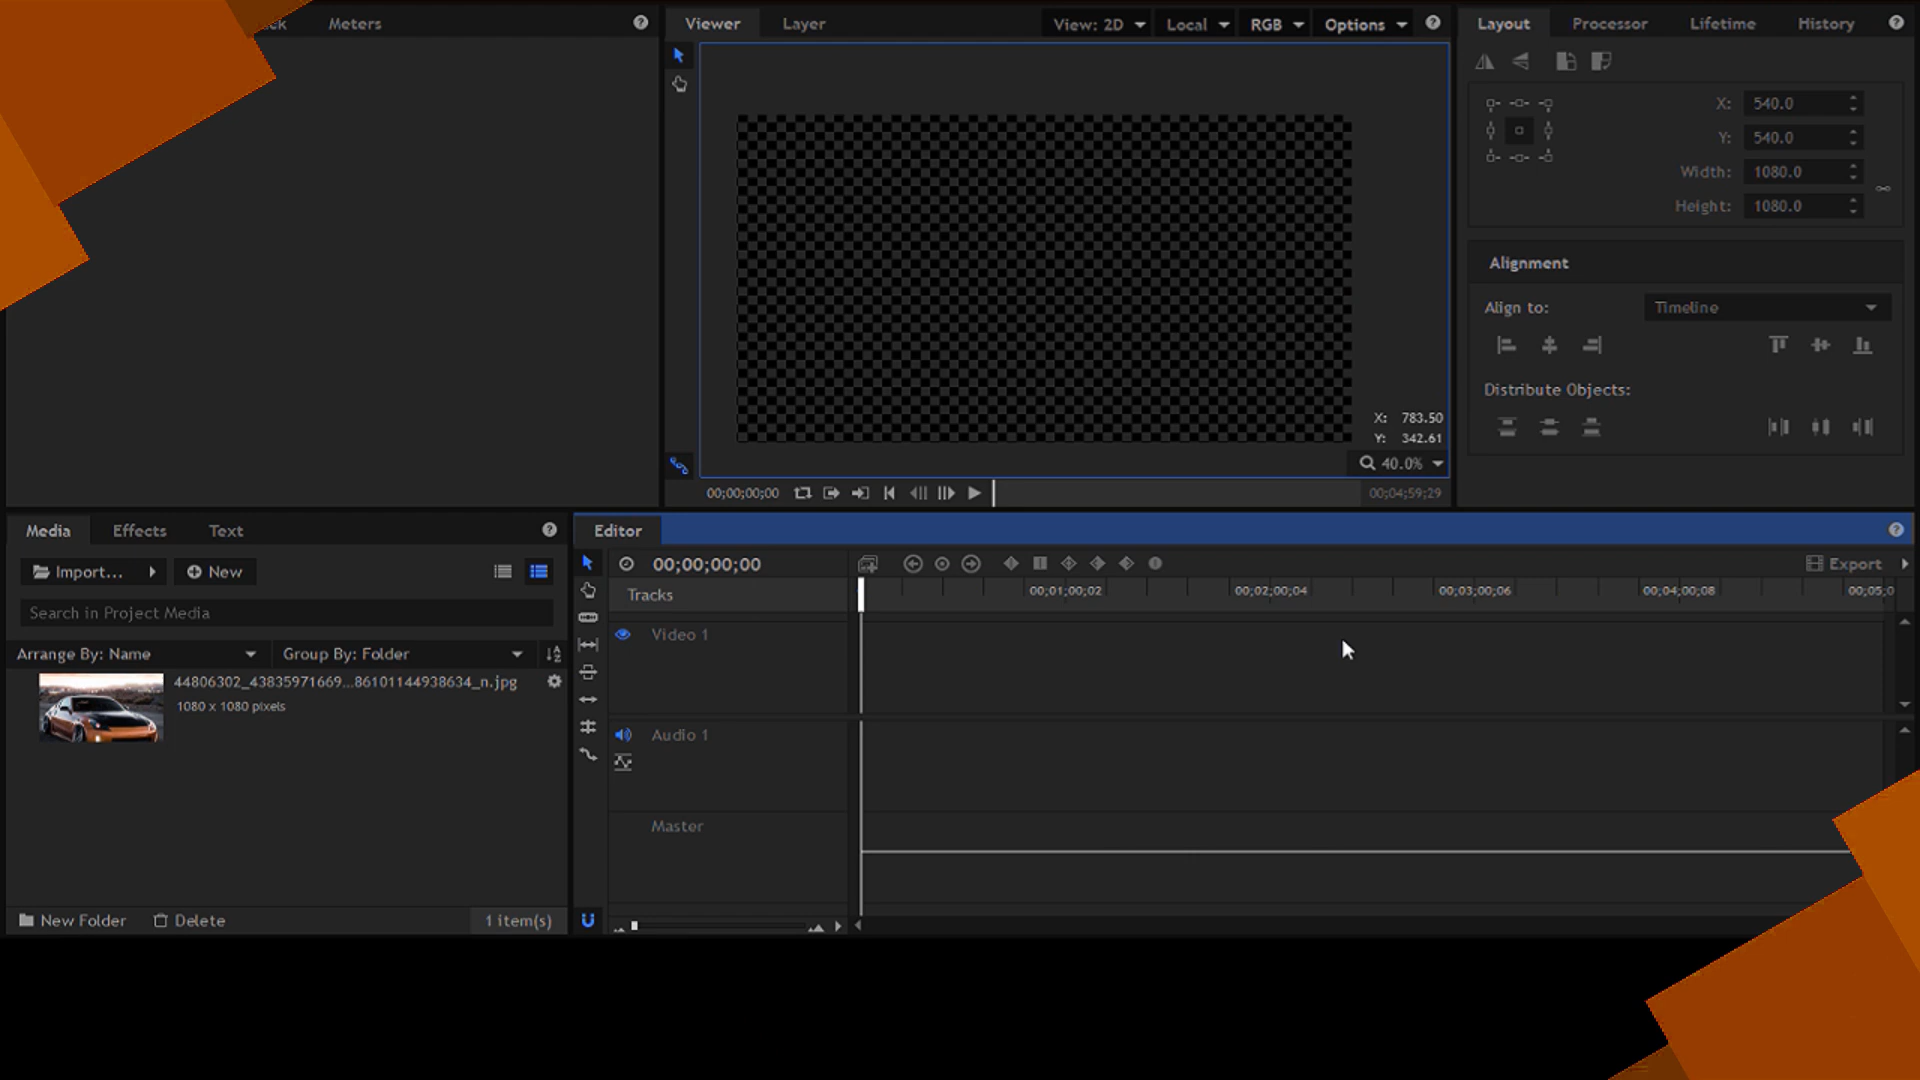 ck Meters
Viewer Layer View: 2D Local RGB Options
Layout Processor Lifetime History
X: 540.0
Y: 540.0
Width: 1080.0
Height: 1080.0
Alignment
Align to: Timeline
Distribute Objects:
X: 783.50
Y: 342.61
40.0%
00;00;00;00 00;04;59;29
Media Effects Text
Import... New
Search in Project Media
Arrange By: Name Group By: Folder
44806302_43835971669...86101144938634_n.jpg
1080 x 1080 pixels
New Folder Delete 1 item(s)
Editor
00;00;00;00 Export
Tracks 00;01;00;02 00;02;00;04 00;03;00;06 00;04;00;08 00;05;0
Video 1
Audio 1
Master